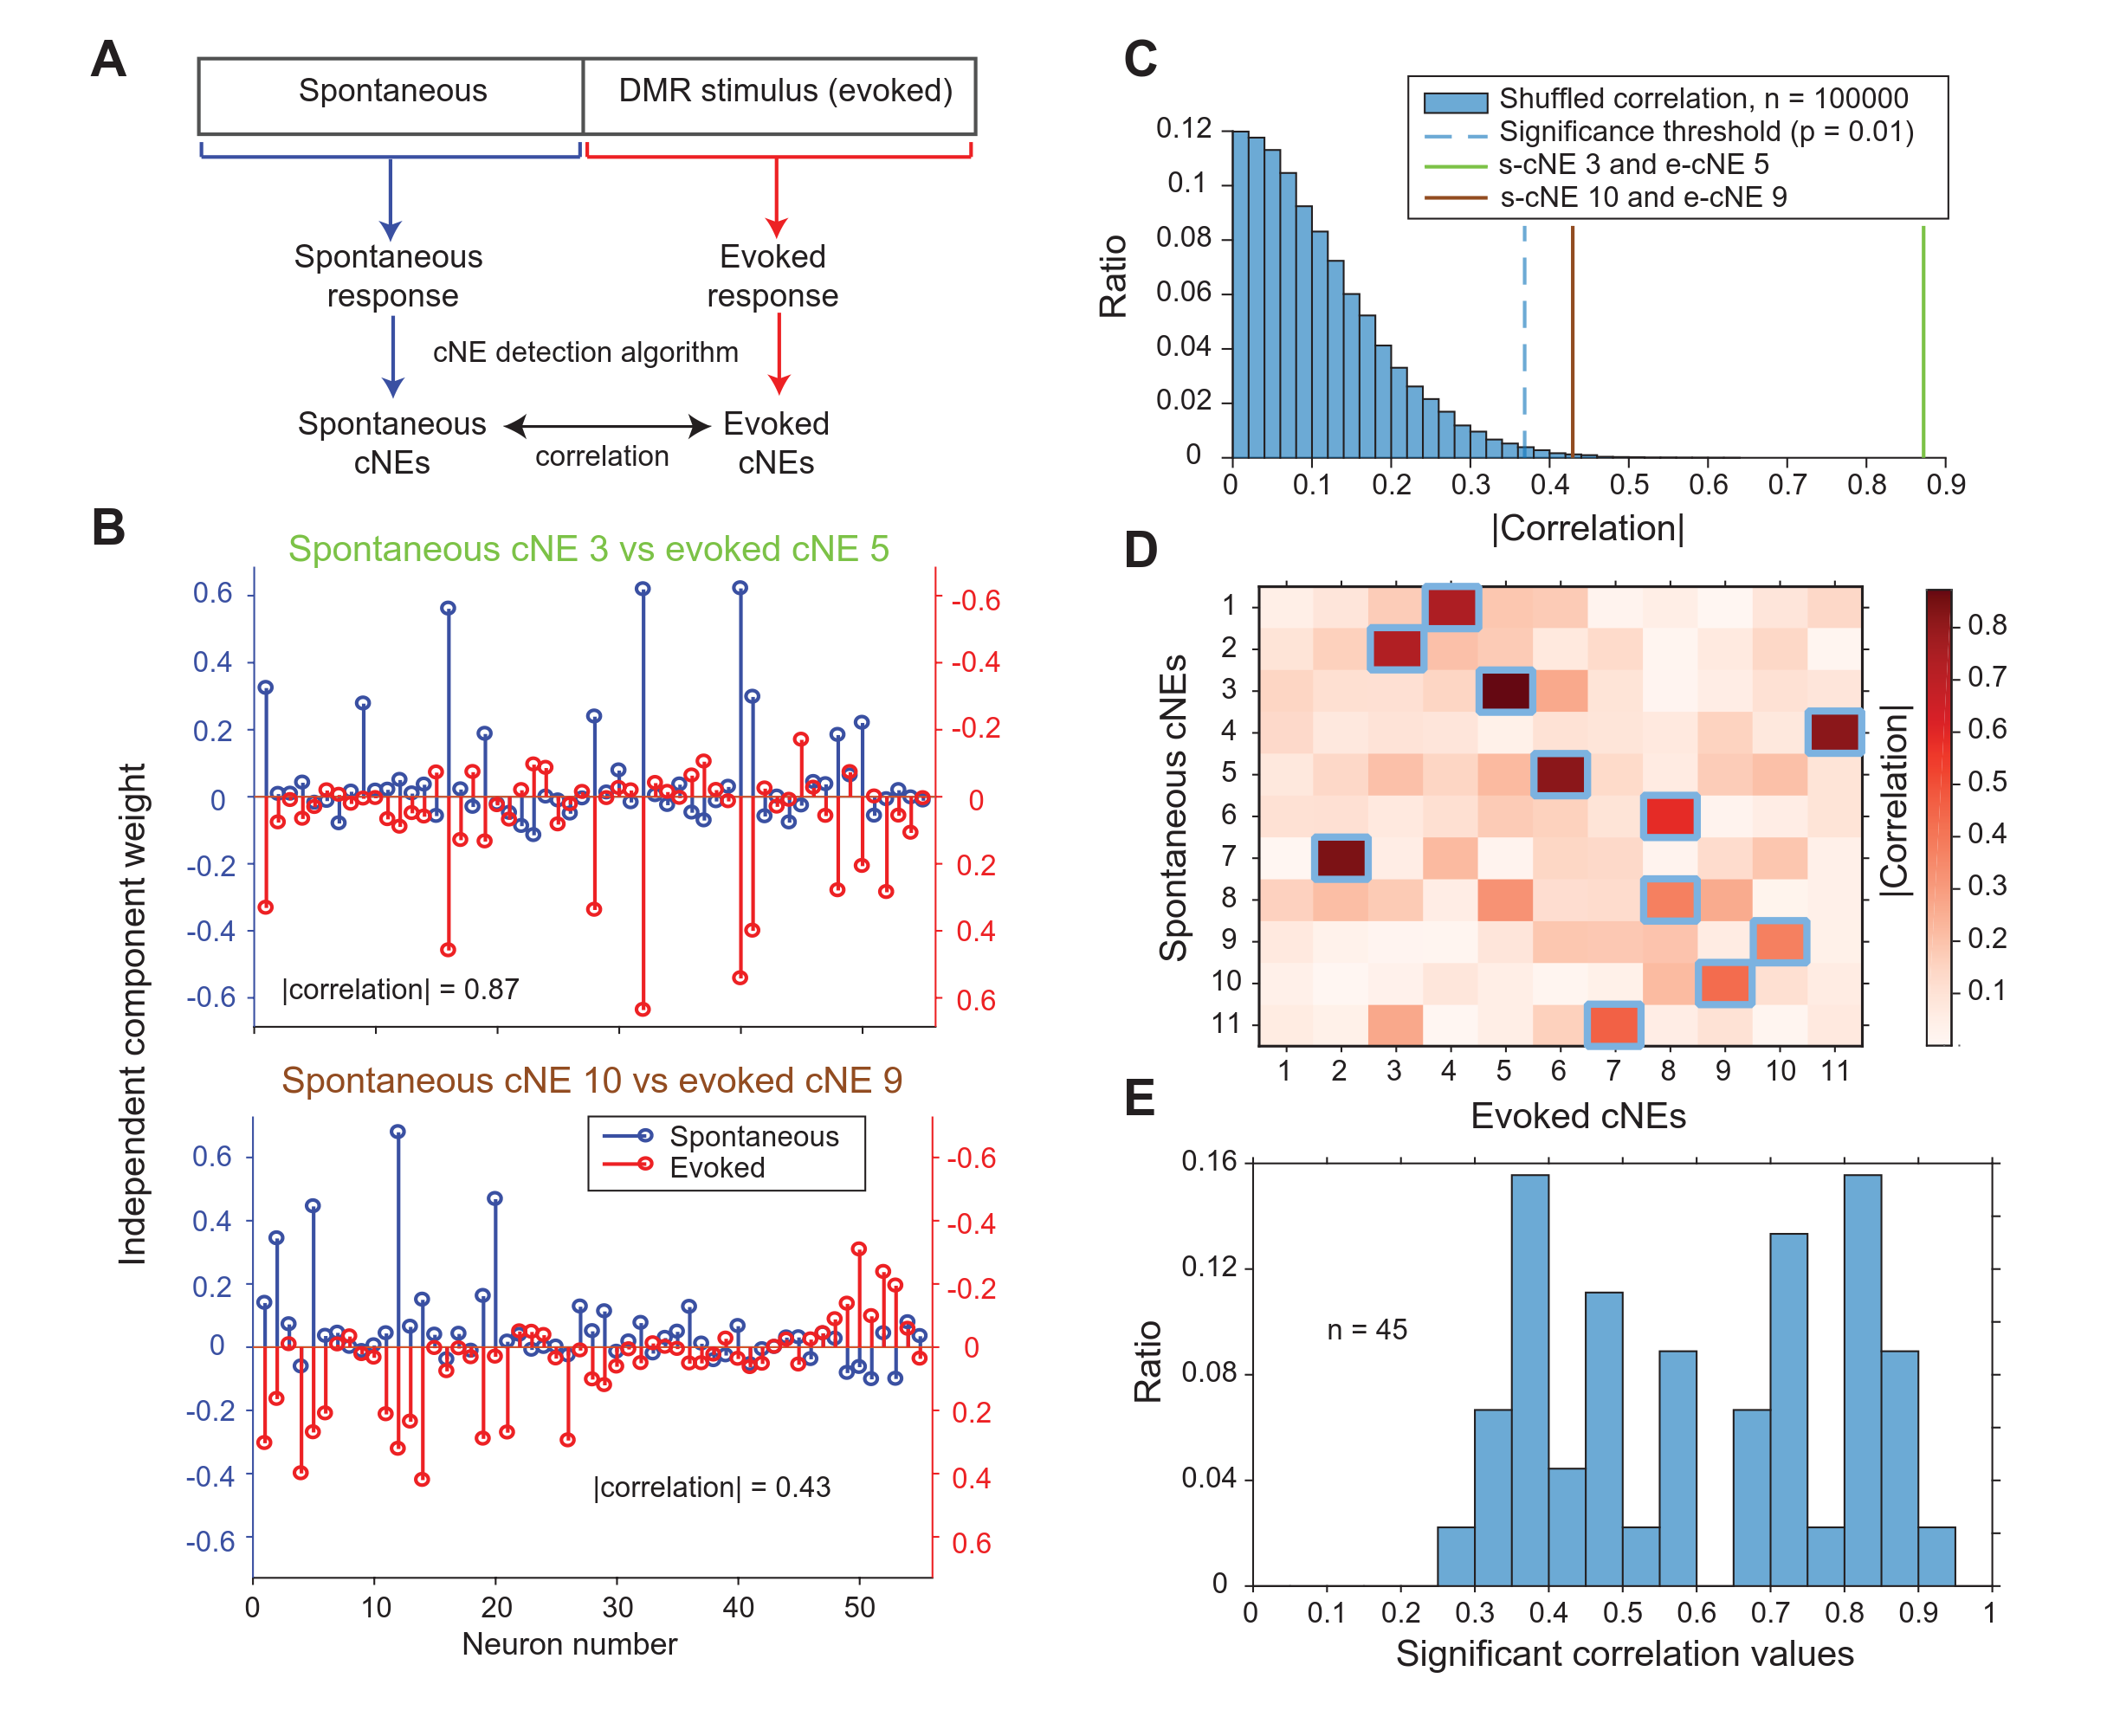 A
Spontaneous
DMR stimulus (evoked)
Spontaneous
response
Evoked
response
cNE detection algorithm
Spontaneous
cNEs
correlation
Evoked
cNEs
B
Independent component weight
Spontaneous cNE 3 vs evoked cNE 5
0.6
0.4
0.2
0
-0.2
-0.4
-0.6
-0.6
-0.4
-0.2
0
0.2
0.4
0.6
|correlation| = 0.87
Spontaneous cNE 10 vs evoked cNE 9
Spontaneous
Evoked
0.6
0.4
0.2
0
-0.2
-0.4
-0.6
-0.6
-0.4
-0.2
0
0.2
0.4
0.6
|correlation| = 0.43
0 10 20 30 40 50
Neuron number
C
Shuffled correlation, n = 100000
Significance threshold (p = 0.01)
s-cNE 3 and e-cNE 5
s-cNE 10 and e-cNE 9
Ratio
0.12
0.1
0.08
0.06
0.04
0.02
0
0 0.1 0.2 0.3 0.4 0.5 0.6 0.7 0.8 0.9
|Correlation|
D
Spontaneous cNEs
1
2
3
4
5
6
7
8
9
10
11
1 2 3 4 5 6 7 8 9 10 11
Evoked cNEs
|Correlation|
0.8
0.7
0.6
0.5
0.4
0.3
0.2
0.1
E
Ratio
0.16
0.12
0.08
0.04
0
n = 45
0 0.1 0.2 0.3 0.4 0.5 0.6 0.7 0.8 0.9 1
Significant correlation values